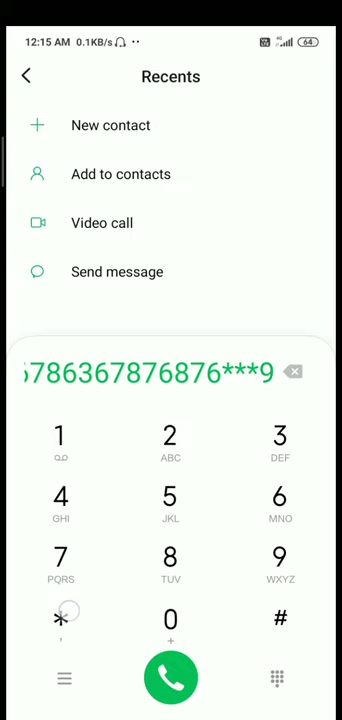 12:15 AM 0.1KB/s 64
Recents
New contact
Add to contacts
Video call
Send message
786367876876***9
1 2 3
ABC DEF
4 5 6
GHI JKL MNO
7 8 9
PQRS TUV WXYZ
* 0 #
, +